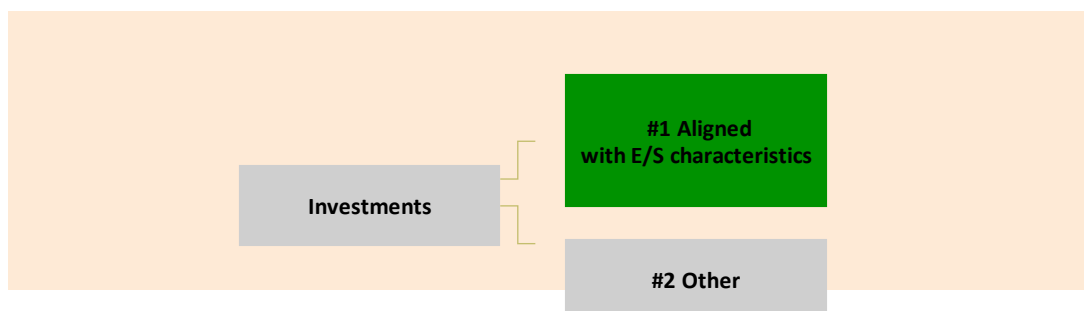 #1 Aligned
with E/S characteristics
Investments
#2 Other